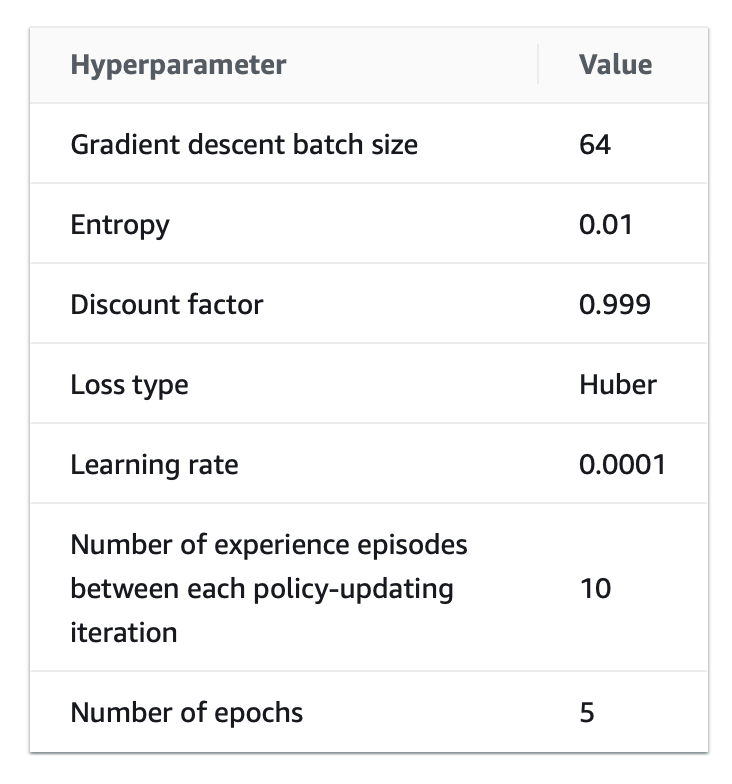 Hyperparameter Value
Gradient descent batch size 64
Entropy 0.01
Discount factor 0.999
Loss type Huber
Learning rate 0.0001
Number of experience episodes
between each policy-updating 10
iteration
Number of epochs 5